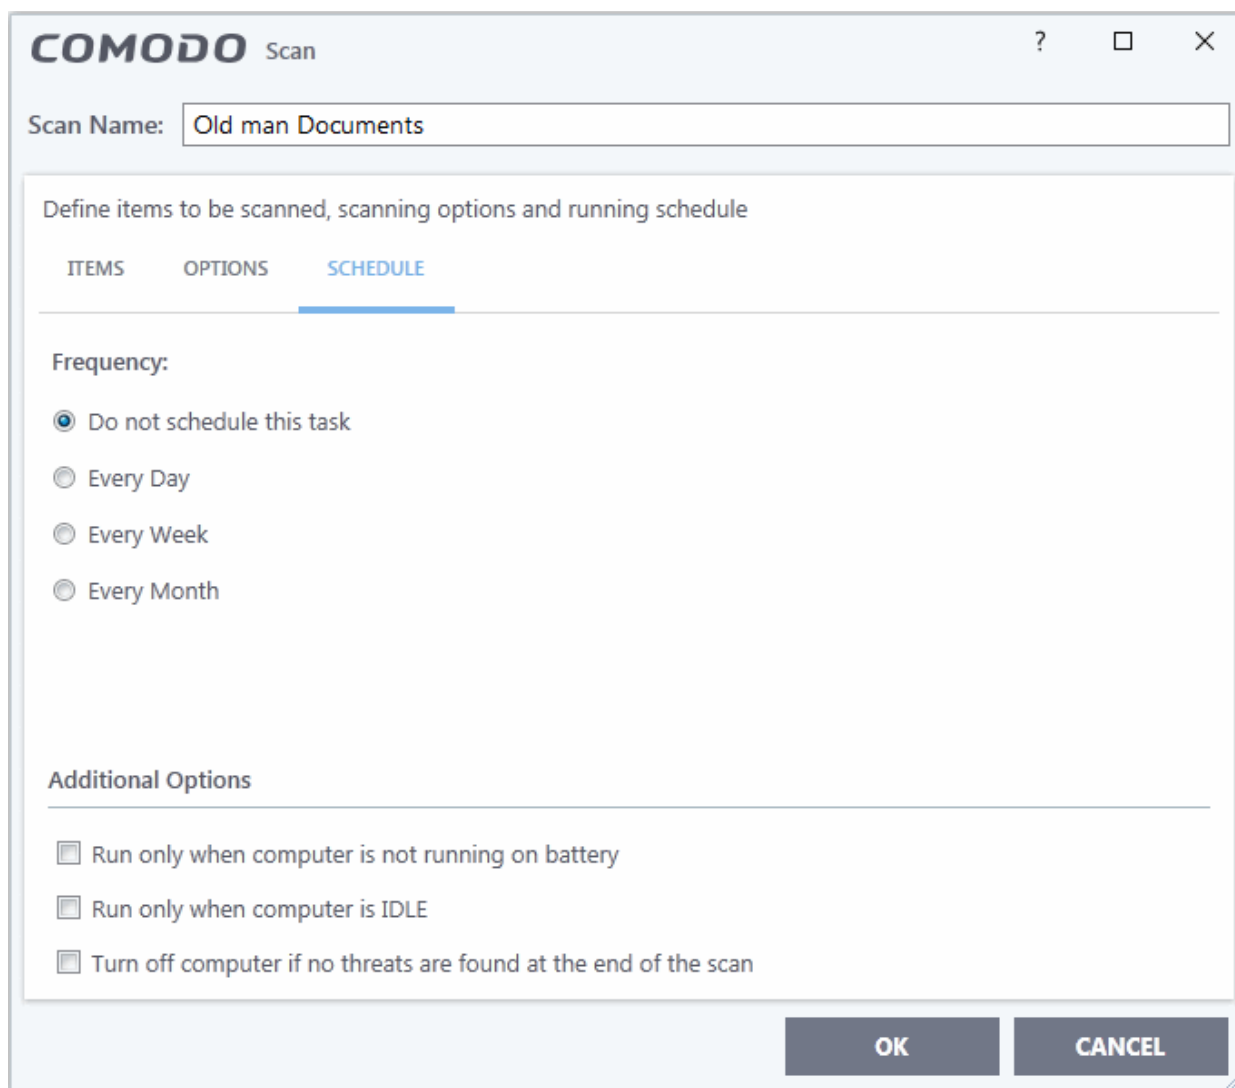 COMODO Scan ?
Scan Name: Old man Documents
Define items to be scanned, scanning options and running schedule
ITEMS OPTIONS SCHEDULE
Frequency:
Do not schedule this task
Every Day
Every Week
Every Month
Additional Options
Run only when computer is not running on battery
Run only when computer is IDLE
Turn off computer if no threats are found at the end of the scan
OK CANCEL